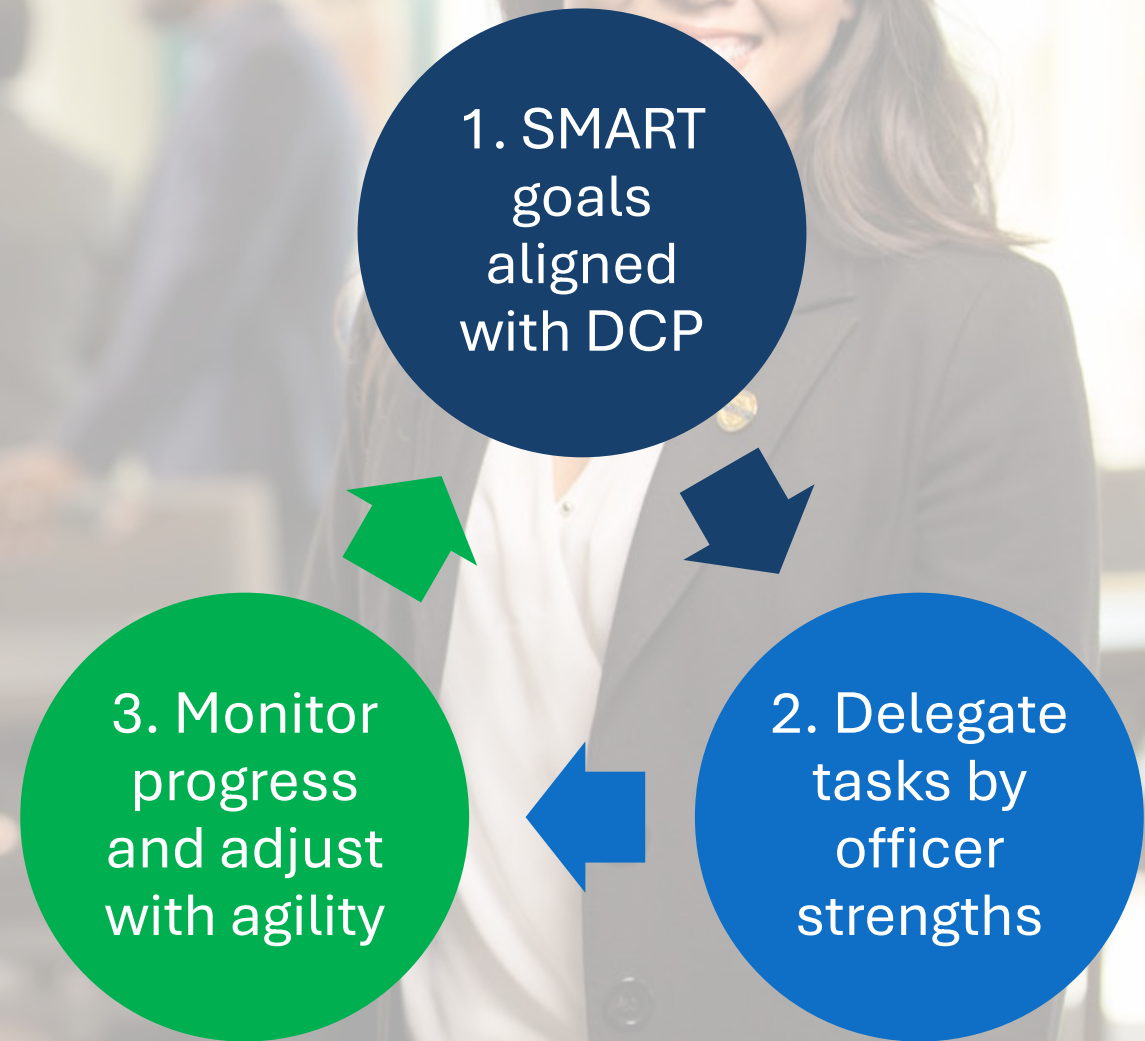 1. SMART
goals
aligned
with DCP
2. Delegate
tasks by
officer
strengths
3. Monitor
progress
and adjust
with agility